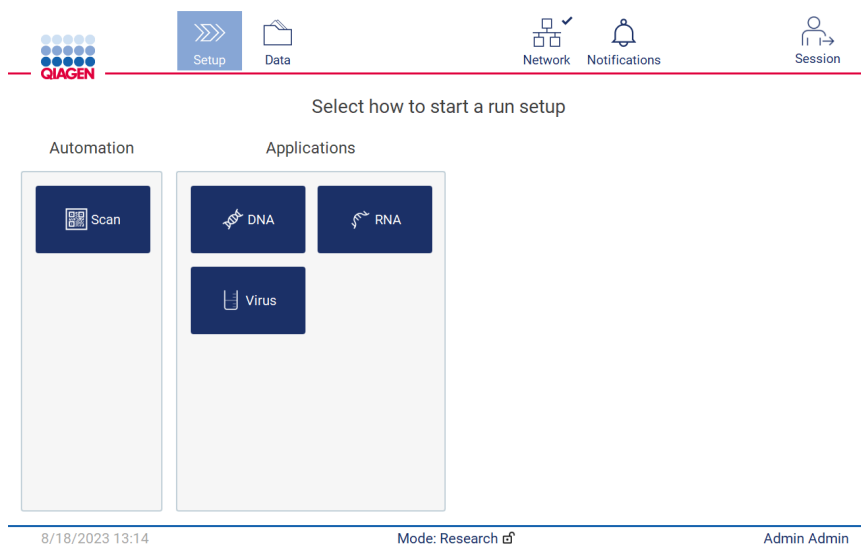 QIAGEN
Setup
Data
Network
Notifications
Session
Select how to start a run setup
Automation
Applications
Scan
DNA
RNA
Virus
8/18/2023 13:14
Mode: Research
Admin Admin